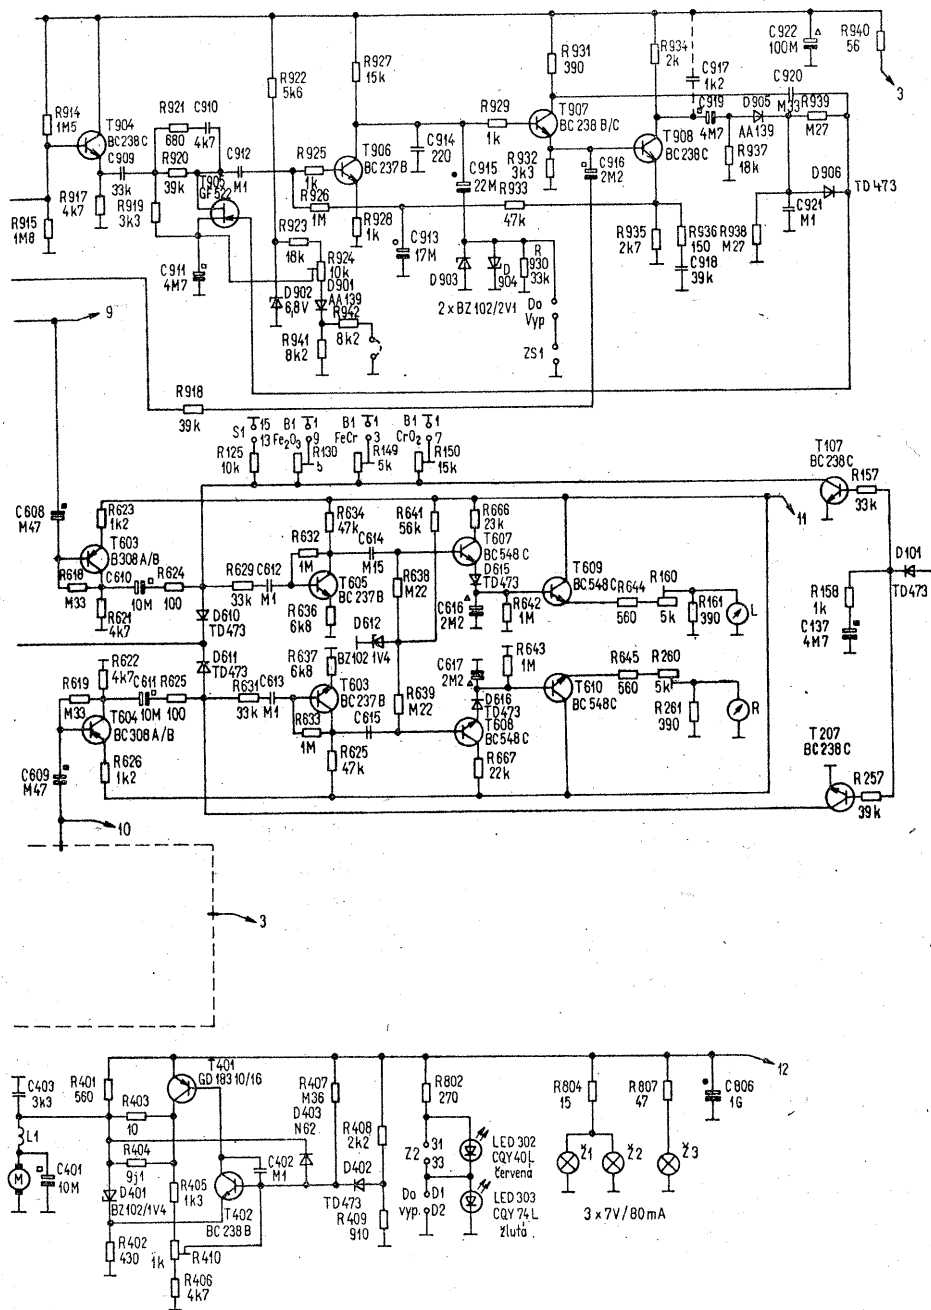 R914
1M5
T904
BC238C
R921
680
C910
4k7
R922
5k6
R927
15k
C909
33k
R920
39k
C912
M1
T905
GF522
R925
1k
R926
1M
T906
BC237B
C914
220
C915
22M
R929
1k
R931
390
T907
BC238 B/C
R932
3k3
R933
47k
C916
2M2
R934
2k
T908
BC238C
C917
1k2
C922
100M
R940
56
3
C920
M33
C919
4M7
D905
AA139
R939
M27
R937
18k
D906
TD473
R917
4k7
R915
1M8
R919
3k3
C911
4M7
R923
18k
R924
10k
D901
AA139
D902
6,8V
R942
8k2
R941
8k2
R928
1k
C913
17M
D903
D
904
R
930
33k
2 x BZ102/2V1
Do
Vyp
ZS1
R935
2k7
R936
150
C918
39k
R938
M27
C921
M1
9
R918
39k
S1
15
13
R125
10k
B1
Fe2O3
1
9
R130
5
B1
FeCr
1
3
R149
5k
B1
CrO2
1
7
R150
15k
T107
BC238C
R157
33k
C608
M47
R623
1k2
T603
B308A/B
R618
M33
C610
10M
R624
100
R621
4k7
D610
TD473
R629
33k
C612
M1
R632
1M
R634
47k
C614
M15
T605
BC237B
R636
6k8
R638
M22
R641
56k
R666
23k
T607
BC548C
D615
TD473
C616
2M2
R642
1M
T609
BC548C
R644
560
R160
5k
R161
390
L
11
D101
TD473
R158
1k
C137
4M7
D612
BZ102 1V4
D611
TD473
R622
4k7
R619
M33
C611
10M
R625
100
T604
BC308A/B
R631
33k
C613
M1
R637
6k8
T603
BC237B
R633
1M
C615
R639
M22
C617
2M2
R643
1M
D616
TD473
T608
BC548C
T610
BC548C
R645
560
R260
5k
R261
390
R
C609
M47
R626
1k2
R625
47k
R667
22k
T207
BC238C
R257
39k
10
3
12
C403
3k3
R401
560
R403
10
T401
GD183 10/16
R407
M36
D403
N62
R408
2k2
R802
270
R804
15
R807
47
C806
1G
L1
M
C401
10M
R404
9j1
D401
BZ102/1V4
R405
1k3
C402
M1
T402
BC238B
D402
TD473
R409
910
Z2
31
33
Do
vyp.
D1
D2
LED 302
CQY40L
červená
LED 303
CQY74L
žlutá
Ž1
Ž2
Ž3
3 x 7V/80mA
R402
430
1k
R410
R406
4k7